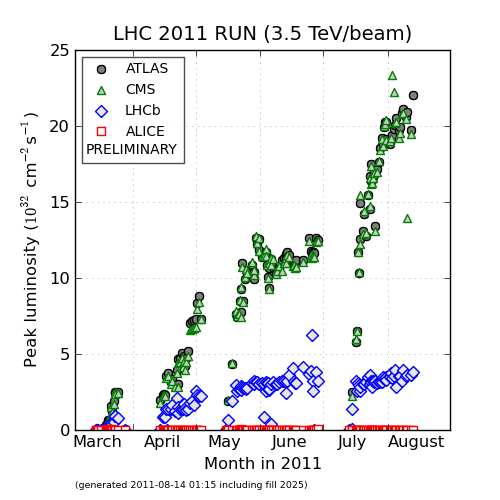 LHC 2011 RUN (3.5 TeV/beam)
25
20
15
10
5
0
Peak luminosity (10³² cm⁻² s⁻¹)
ATLAS
CMS
LHCb
ALICE
PRELIMINARY
March April May June July August
Month in 2011
(generated 2011-08-14 01:15 including fill 2025)